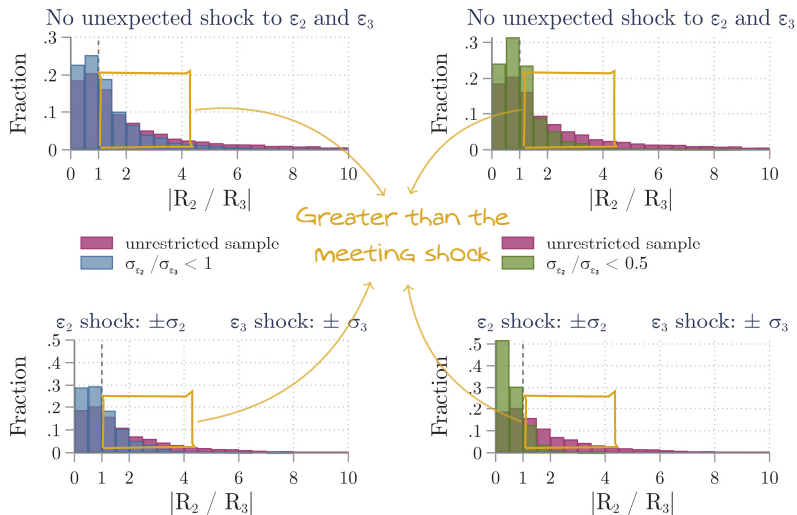 No unexpected shock to ε₂ and ε₃
No unexpected shock to ε₂ and ε₃
Fraction
.3
.2
.1
0
0 1 2 4 6 8 10
|R₂ / R₃|
Fraction
.3
.2
.1
0
0 1 2 4 6 8 10
|R₂ / R₃|
Greater than the
meeting shock
unrestricted sample
σε₂ /σε₃ < 1
unrestricted sample
σε₂ /σε₃ < 0.5
ε₂ shock: ±σ₂ ε₃ shock: ± σ₃
ε₂ shock: ±σ₂ ε₃ shock: ± σ₃
Fraction
.5
.4
.3
.2
.1
0
0 1 2 4 6 8 10
|R₂ / R₃|
Fraction
.5
.4
.3
.2
.1
0
0 1 2 4 6 8 10
|R₂ / R₃|